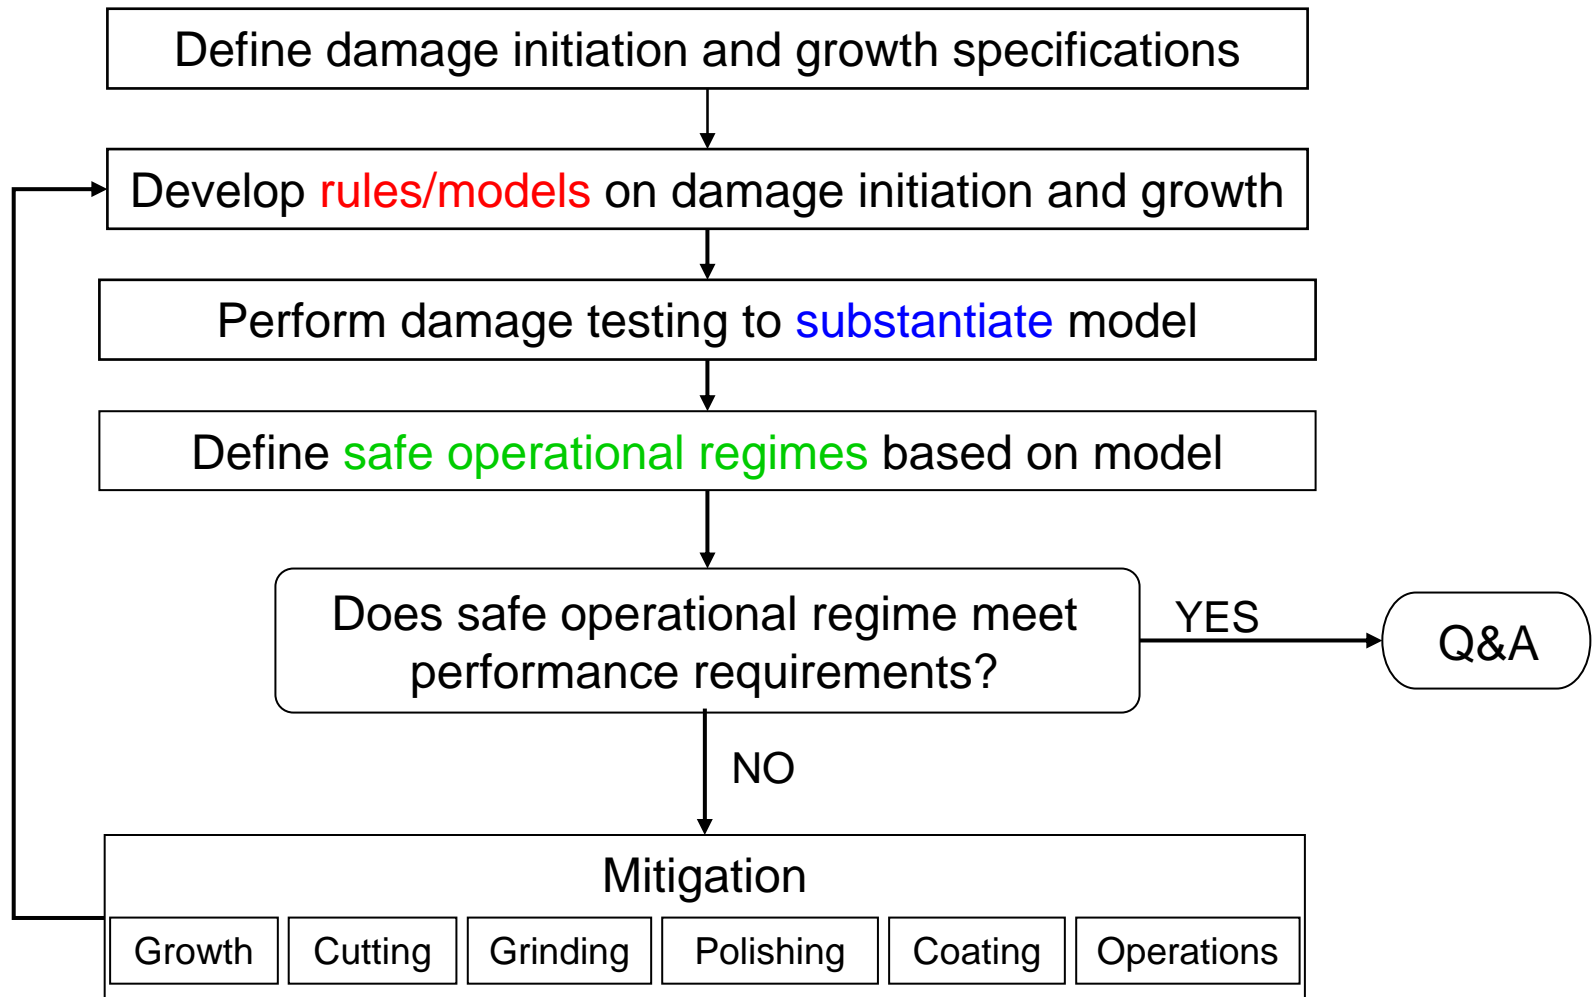 Define damage initiation and growth specifications
Develop rules/models on damage initiation and growth
Perform damage testing to substantiate model
Define safe operational regimes based on model
Does safe operational regime meet
performance requirements?
YES
Q&A
NO
Mitigation
Growth
Cutting
Grinding
Polishing
Coating
Operations